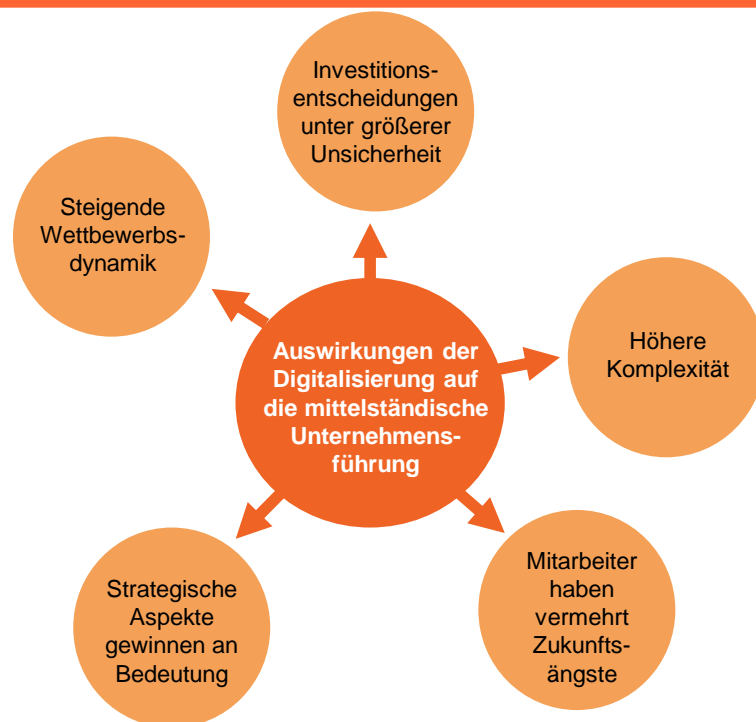 Investitions-
entscheidungen
unter größerer
Unsicherheit
Steigende
Wettbewerbs-
dynamik
Höhere
Komplexität
Auswirkungen der
Digitalisierung auf
die mittelständische
Unternehmens-
führung
Mitarbeiter
haben
vermehrt
Zukunfts-
ängste
Strategische
Aspekte
gewinnen an
Bedeutung